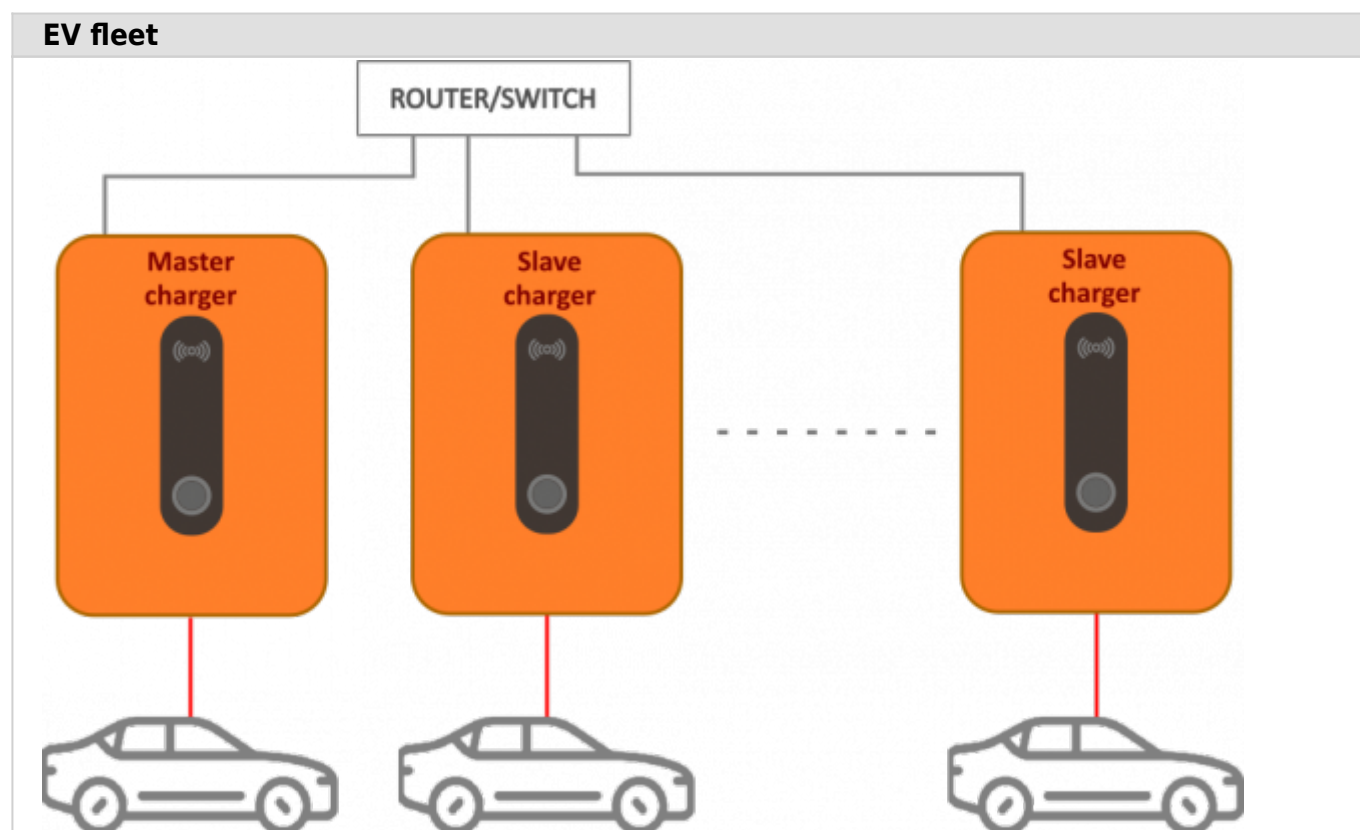 EV fleet
ROUTER/SWITCH
Master
charger
Slave
charger
Slave
charger